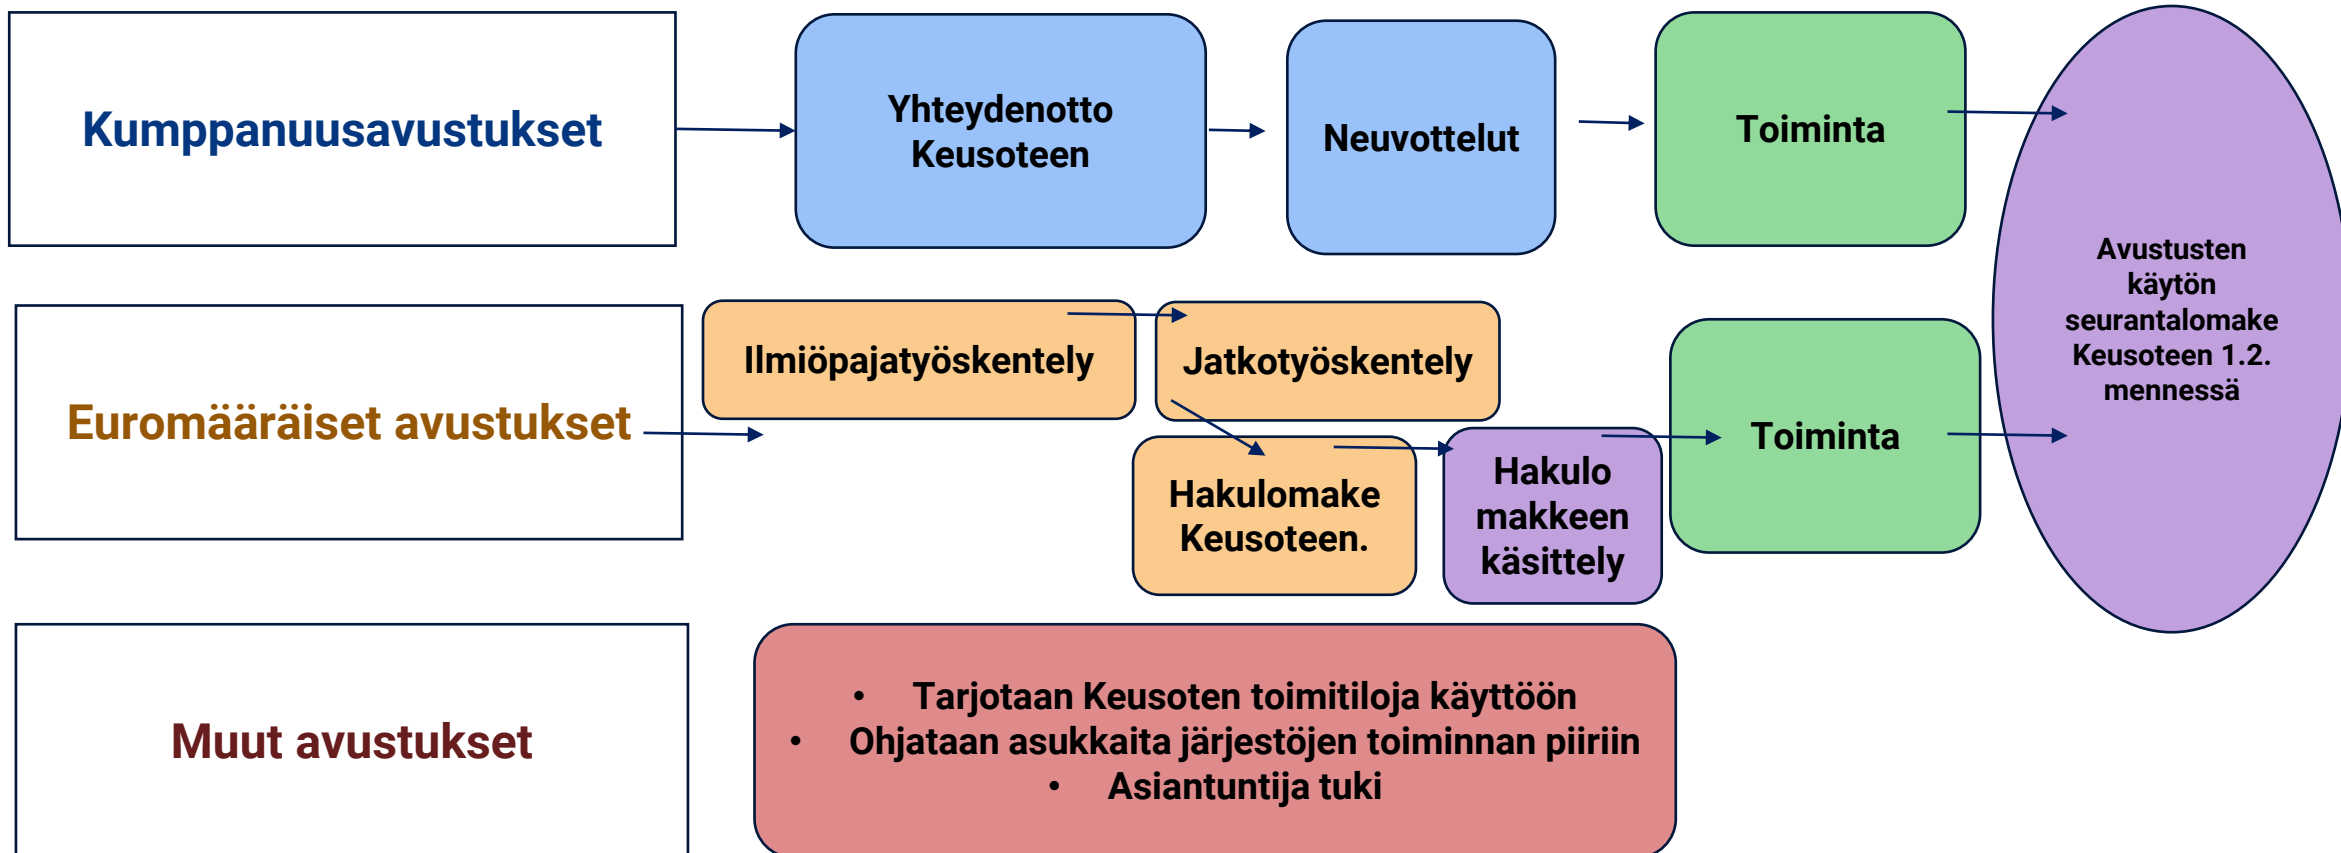 Kumppanuusavustukset
Yhteydenotto
Keusoteen
Neuvottelut
Toiminta
Avustusten
käytön
seurantalomake
Keusoteen 1.2.
mennessä
Euromääräiset avustukset
Ilmiöpajatyöskentely
Jatkotyöskentely
Hakulomake
Keusoteen.
Hakulo
makkeen
käsittely
Toiminta
Muut avustukset
• Tarjotaan Keusoten toimitiloja käyttöön
• Ohjataan asukkaita järjestöjen toiminnan piiriin
• Asiantuntija tuki